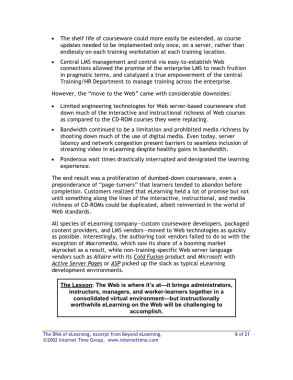 • The shelf life of courseware could more easily be extended, as course
updates needed to be implemented only once, on a server, rather than
endlessly on each training workstation at each training location.
• Central LMS management and control via easy-to-establish Web
connections allowed the promise of the enterprise LMS to reach fruition
in pragmatic terms, and catalyzed a true empowerment of the central
Training/HR Department to manage training across the enterprise.
However, the "move to the Web" came with considerable downsides:
• Limited engineering technologies for Web server-based courseware shot
down much of the interactive and instructional richness of Web courses
as compared to the CD-ROM courses they were replacing.
• Bandwidth continued to be a limitation and prohibited media richness by
shooting down much of the use of digital media. Even today, server
latency and network congestion present barriers to seamless inclusion of
streaming video in eLearning despite healthy gains in bandwidth.
• Ponderous wait times drastically interrupted and denigrated the learning
experience.
The end result was a proliferation of dumbed-down courseware, even a
preponderance of "page-turners" that learners tended to abandon before
completion. Customers realized that eLearning held a lot of promise but not
until something along the lines of the interactive, instructional, and media
richness of CD-ROMs could be duplicated, albeit reinvented in the world of
Web standards.
All species of eLearning company—custom courseware developers, packaged
content providers, and LMS vendors—moved to Web technologies as quickly
as possible. Interestingly, the authoring tool vendors failed to do so with the
exception of Macromedia, which saw its share of a booming market
skyrocket as a result, while non-training-specific Web server language
vendors such as Allaire with its Cold Fusion product and Microsoft with
Active Server Pages or ASP picked up the slack as typical eLearning
development environments.
The Lesson: The Web is where it's at—it brings administrators,
instructors, managers, and worker-learners together in a
consolidated virtual environment—but instructionally
worthwhile eLearning on the Web will be challenging to
accomplish.
The DNA of eLearning, excerpt from Beyond eLearning, 8 of 21
©2002 Internet Time Group, www.internettime.com